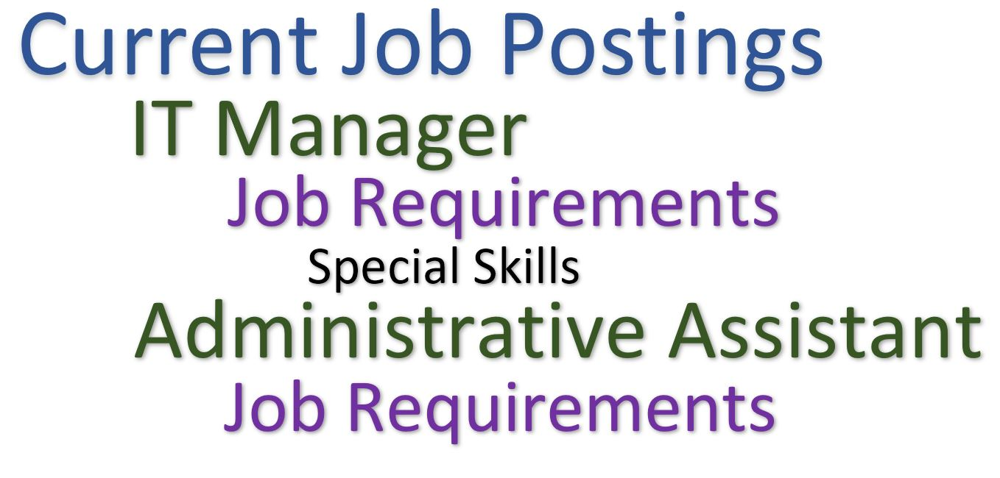 Current Job Postings
IT Manager
Job Requirements
Special Skills
Administrative Assistant
Job Requirements